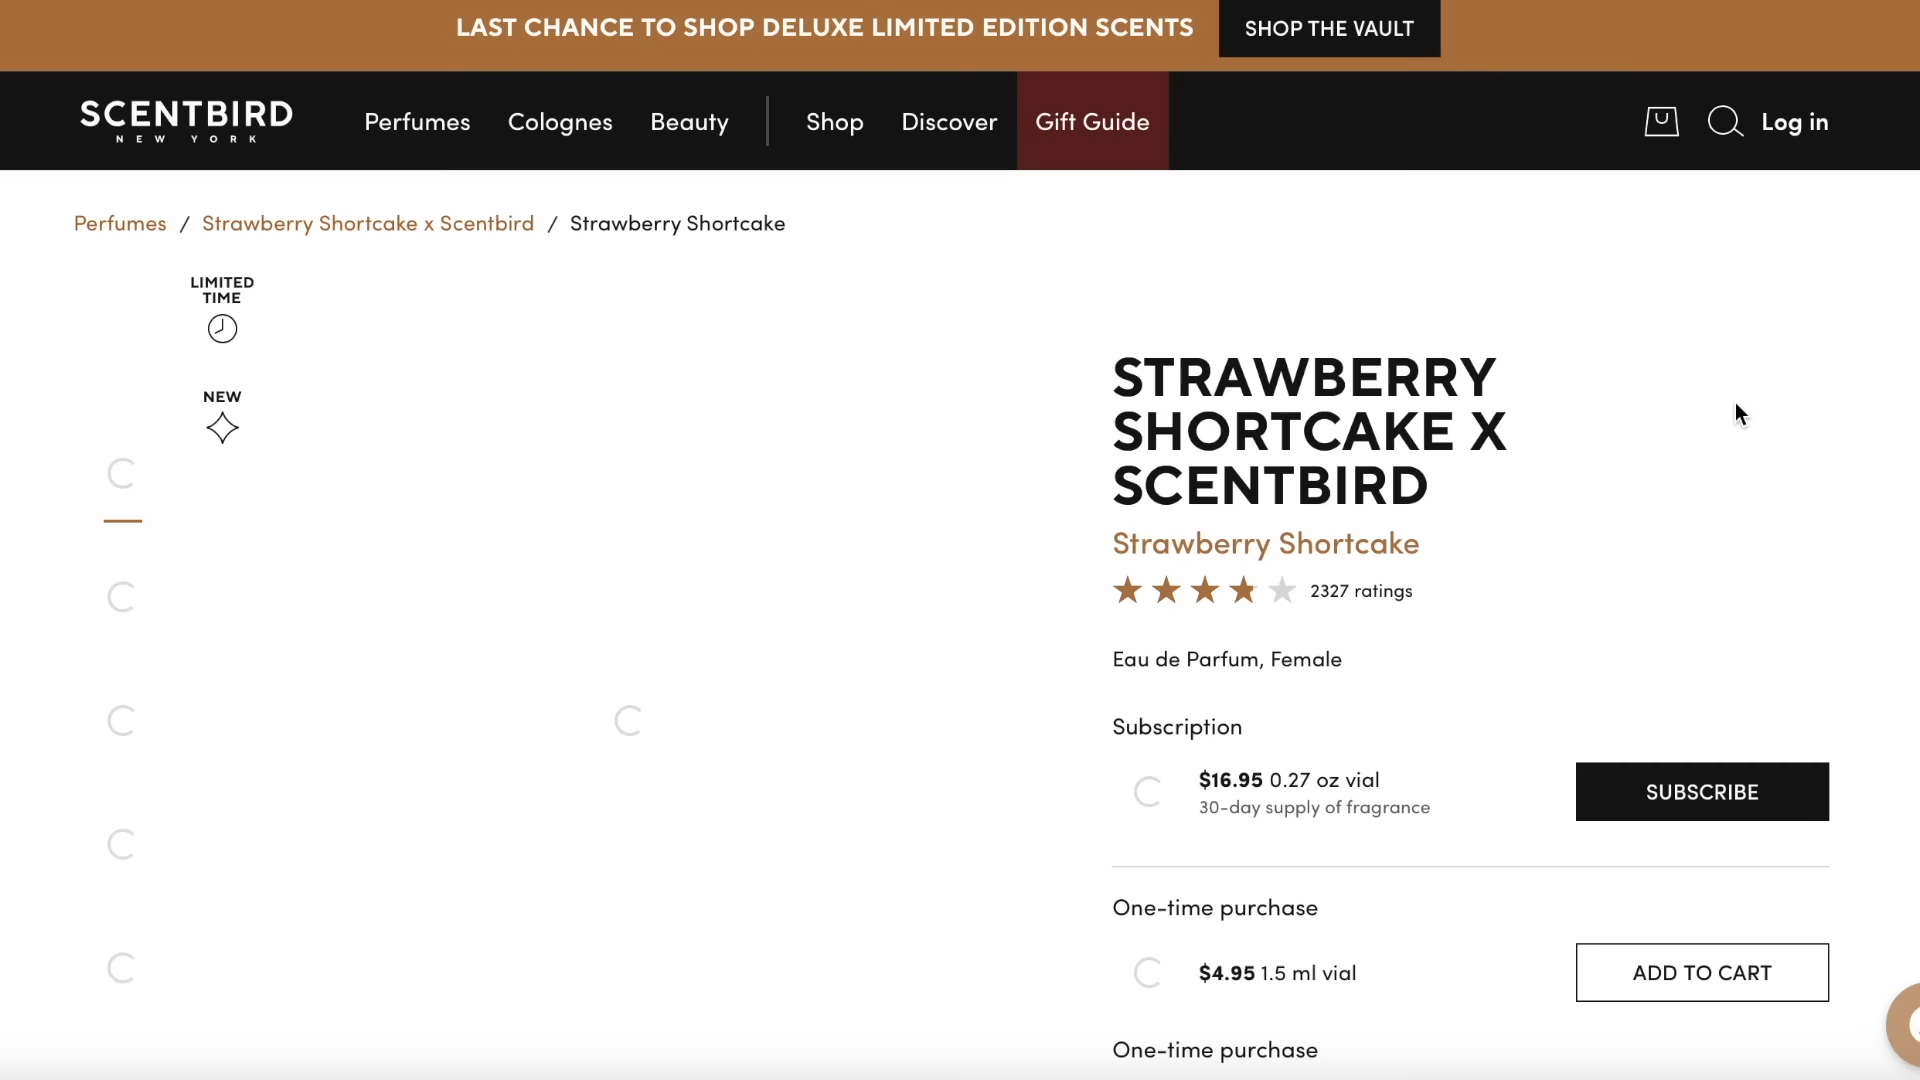 LAST CHANCE TO SHOP DELUXE LIMITED EDITION SCENTS
SHOP THE VAULT
SCENTBIRD
NEW YORK
Perfumes
Colognes
Beauty
Shop
Discover
Gift Guide
Log in
Perfumes / Strawberry Shortcake x Scentbird / Strawberry Shortcake
LIMITED
TIME
NEW
STRAWBERRY
SHORTCAKE X
SCENTBIRD
Strawberry Shortcake
2327 ratings
Eau de Parfum, Female
Subscription
$16.95 0.27 oz vial
30-day supply of fragrance
SUBSCRIBE
One-time purchase
$4.95 1.5 ml vial
ADD TO CART
One-time purchase